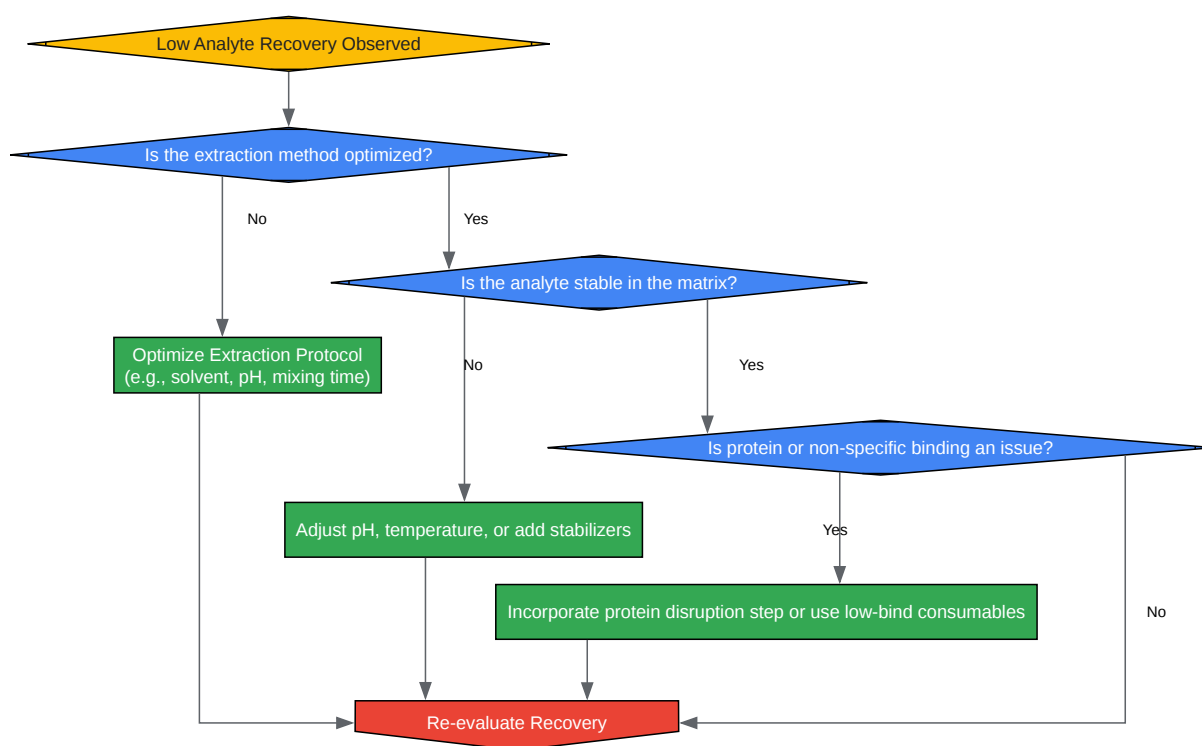 Low Analyte Recovery Observed
Is the extraction method optimized?
No
Yes
Is the analyte stable in the matrix?
Optimize Extraction Protocol
(e.g., solvent, pH, mixing time)
No
Yes
Is protein or non-specific binding an issue?
Adjust pH, temperature, or add stabilizers
Yes
Incorporate protein disruption step or use low-bind consumables
No
Re-evaluate Recovery